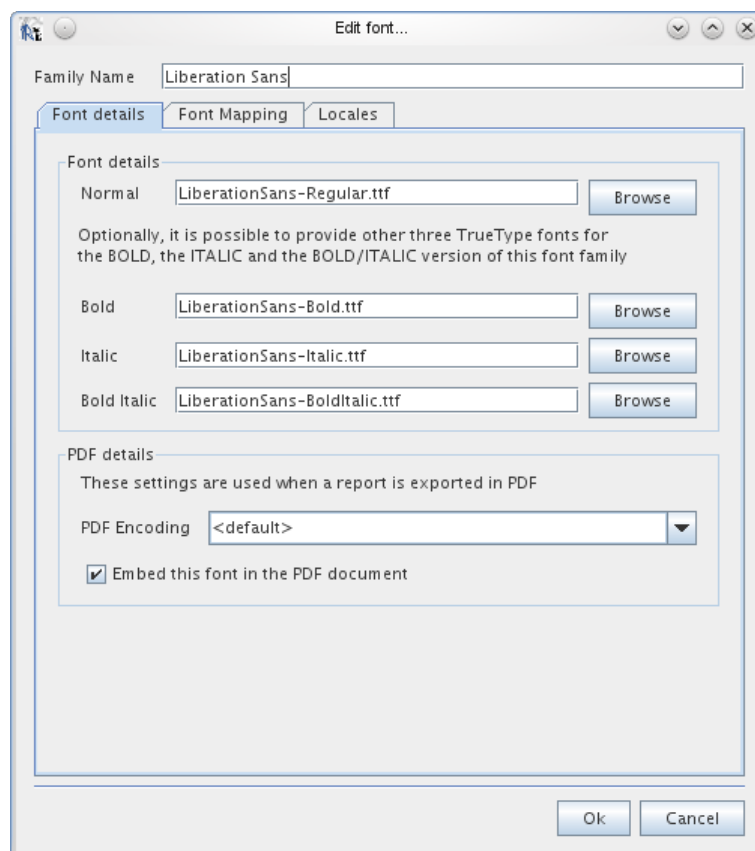 Edit font...
Family Name Liberation Sans
Font details Font Mapping Locales
Font details
Normal LiberationSans-Regular.ttf Browse
Optionally, it is possible to provide other three TrueType fonts for
the BOLD, the ITALIC and the BOLD/ITALIC version of this font family
Bold LiberationSans-Bold.ttf Browse
Italic LiberationSans-Italic.ttf Browse
Bold Italic LiberationSans-BoldItalic.ttf Browse
PDF details
These settings are used when a report is exported in PDF
PDF Encoding <default>
Embed this font in the PDF document
Ok Cancel